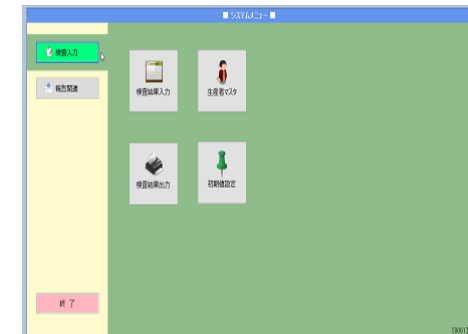 ■ システムメニュー ■
検査入力
報告関連
検査結果入力
生産者マスタ
検査結果出力
初期値設定
終 了
[0001]